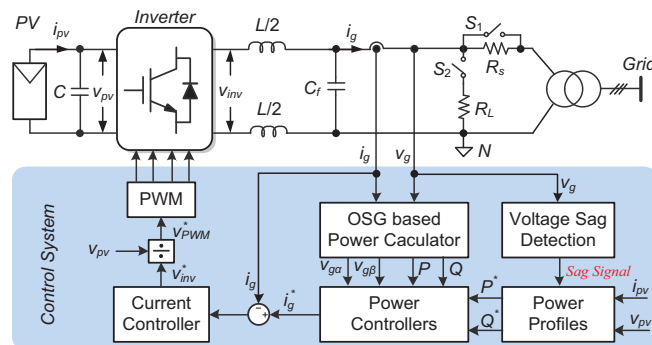 PV
i_pv
Inverter
L/2
i_g
S_1
R_s
Grid
C
v_pv
v_inv
C_f
S_2
R_L
L/2
N
i_g
v_g
v_g
PWM
OSG based
Power Caculator
Voltage Sag
Detection
v*_PWM
v_pv
÷
v*_inv
i_g
v_gα
v_gβ
P
Q
Sag Signal
Current
Controller
i*_g
− +
Power
Controllers
P*
Q*
Power
Profiles
i_pv
v_pv
Control System